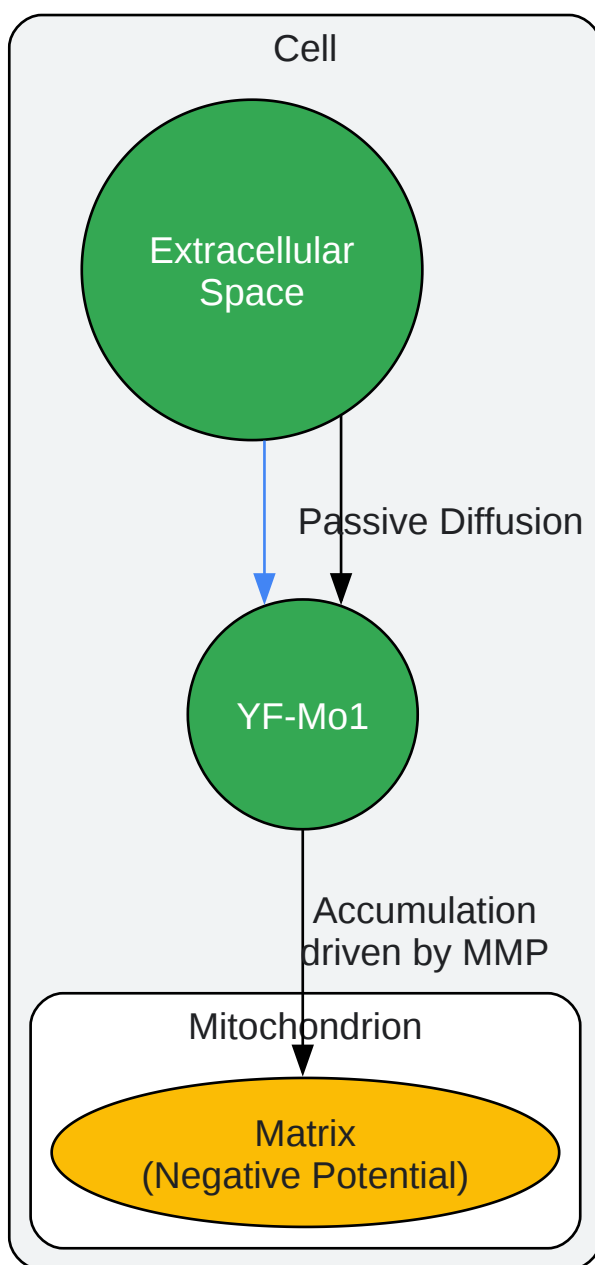 Cell
Extracellular
Space
Passive Diffusion
YF-Mo1
Accumulation
driven by MMP
Mitochondrion
Matrix
(Negative Potential)